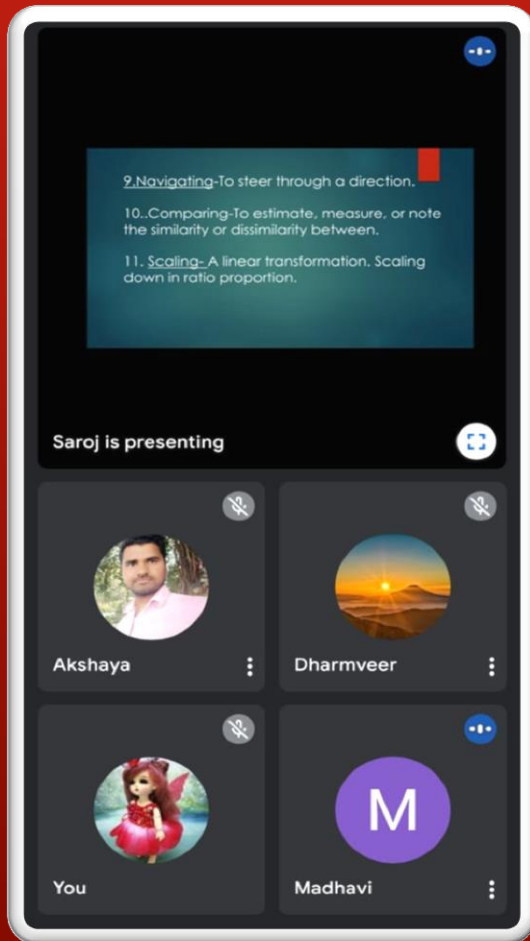 9.Navigating-To steer through a direction.
10..Comparing-To estimate, measure, or note
the similarity or dissimilarity between.
11. Scaling- A linear transformation. Scaling
down in ratio proportion.
Saroj is presenting
Akshaya
Dharmveer
You
M
Madhavi